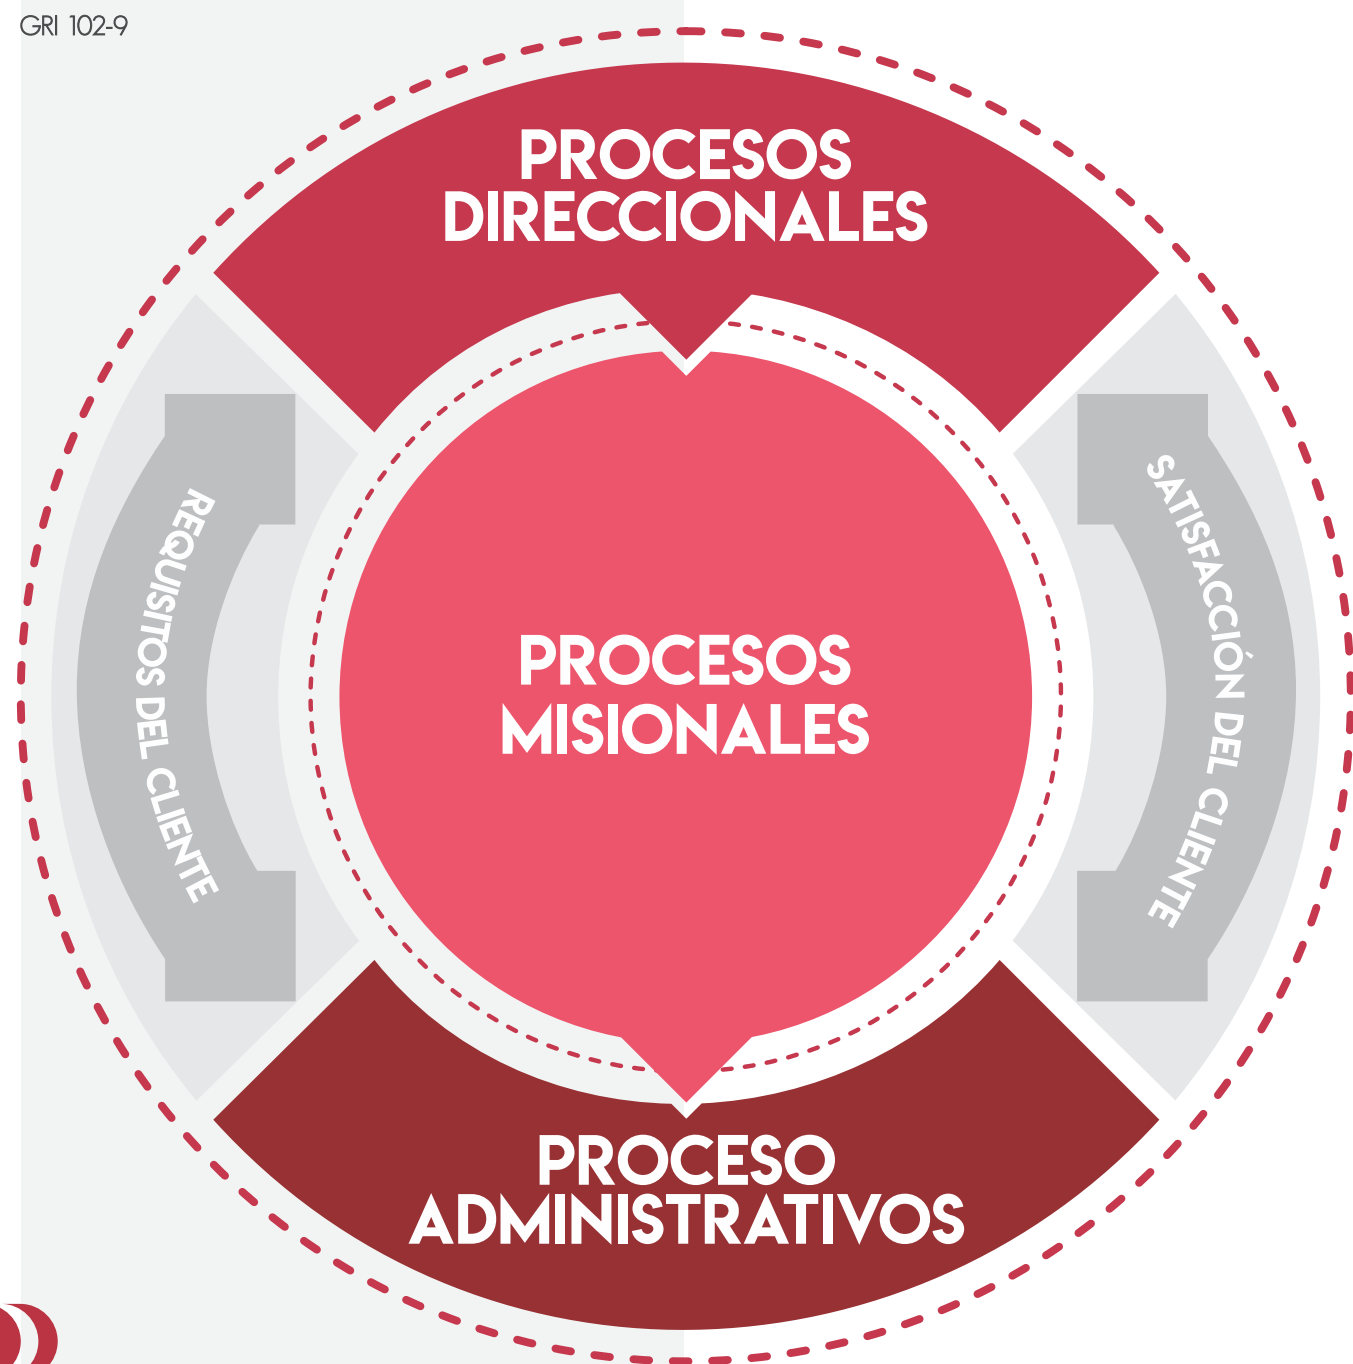 GRI 102-9
PROCESOS
DIRECCIONALES
REQUISITOS DEL CLIENTE
SATISFACCIÓN DEL CLIENTE
PROCESOS
MISIONALES
PROCESO
ADMINISTRATIVOS